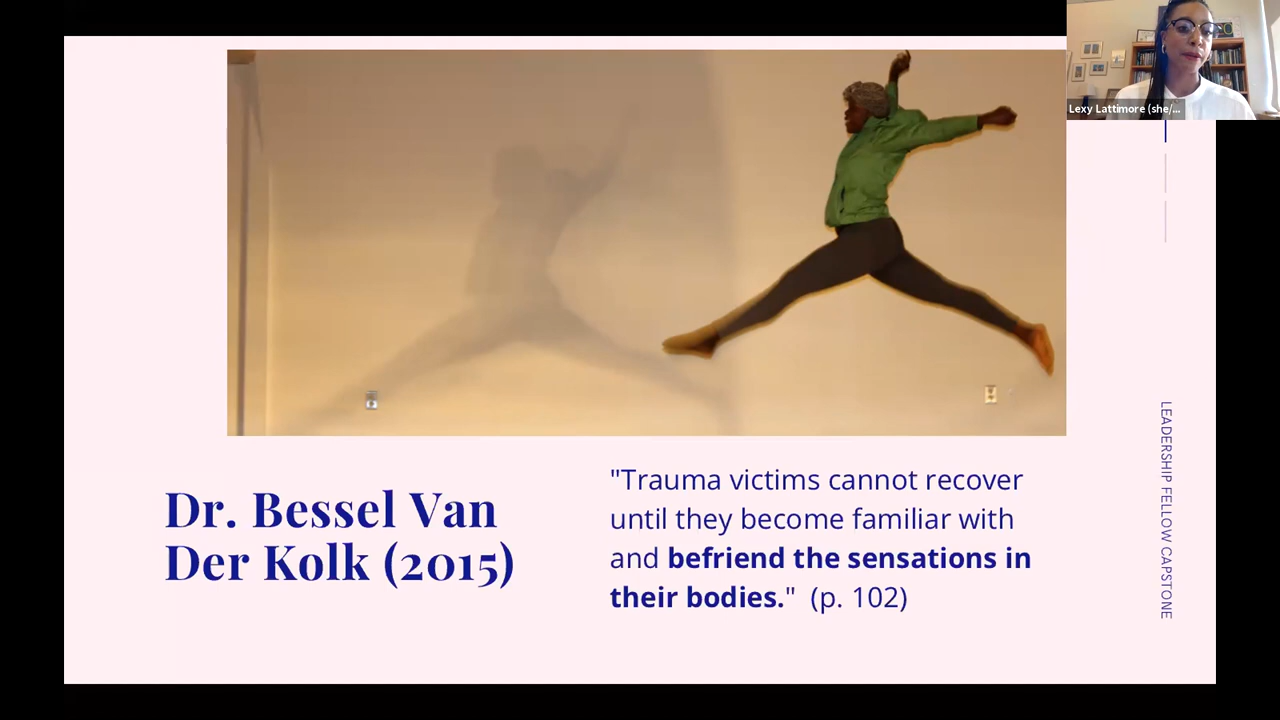 Lexy Lattimore (she/...
Dr. Bessel Van
Der Kolk (2015)
"Trauma victims cannot recover
until they become familiar with
and befriend the sensations in
their bodies." (p. 102)
LEADERSHIP FELLOW CAPSTONE